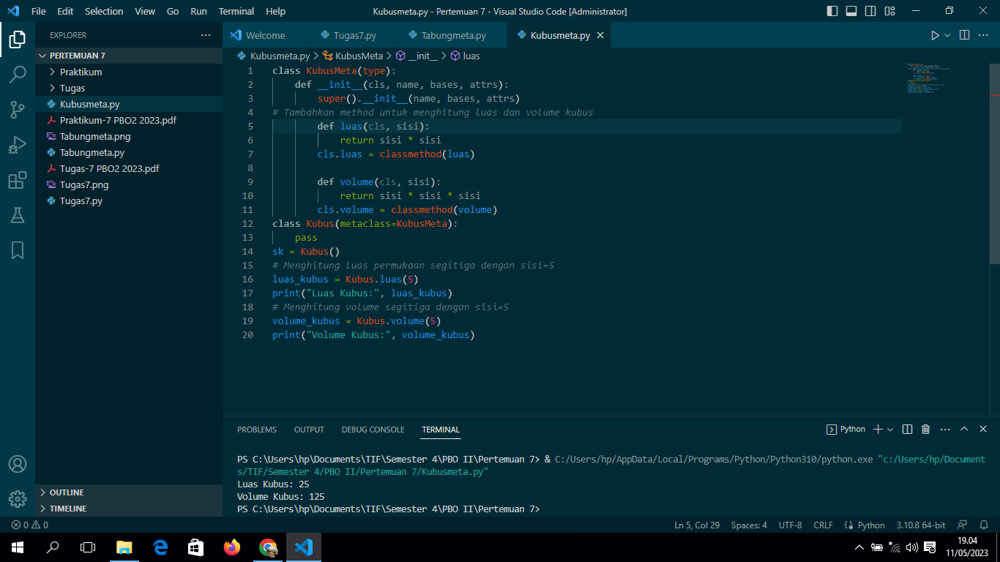 File Edit Selection View Go Run Terminal Help Kubusmeta.py - Pertemuan 7 - Visual Studio Code [Administrator]
EXPLORER
PERTEMUAN 7
Praktikum
Tugas
Kubusmeta.py
Praktikum-7 PBO2 2023.pdf
Tabungmeta.png
Tabungmeta.py
Tugas-7 PBO2 2023.pdf
Tugas7.png
Tugas7.py
OUTLINE
TIMELINE
Welcome Tugas7.py Tabungmeta.py Kubusmeta.py
Kubusmeta.py > KubusMeta > __init__ > luas
1 class KubusMeta(type):
2     def __init__(cls, name, bases, attrs):
3         super().__init__(name, bases, attrs)
4 # Tambahkan method untuk menghitung luas dan volume kubus
5         def luas(cls, sisi):
6             return sisi * sisi
7         cls.luas = classmethod(luas)
8
9         def volume(cls, sisi):
10             return sisi * sisi * sisi
11         cls.volume = classmethod(volume)
12 class Kubus(metaclass=KubusMeta):
13     pass
14 sk = Kubus()
15 # Menghitung luas permukaan segitiga dengan sisi=5
16 luas_kubus = Kubus.luas(5)
17 print("Luas Kubus:", luas_kubus)
18 # Menghitung volume segitiga dengan sisi=5
19 volume_kubus = Kubus.volume(5)
20 print("Volume Kubus:", volume_kubus)
PROBLEMS OUTPUT DEBUG CONSOLE TERMINAL Python
PS C:\Users\hp\Documents\TIF\Semester 4\PBO II\Pertemuan 7> & C:/Users/hp/AppData/Local/Programs/Python/Python310/python.exe "c:/Users/hp/Document
s/TIF/Semester 4/PBO II/Pertemuan 7/Kubusmeta.py"
Luas Kubus: 25
Volume Kubus: 125
PS C:\Users\hp\Documents\TIF\Semester 4\PBO II\Pertemuan 7>
0 0 Ln 5, Col 29 Spaces: 4 UTF-8 CRLF Python 3.10.8 64-bit
19.04
11/05/2023